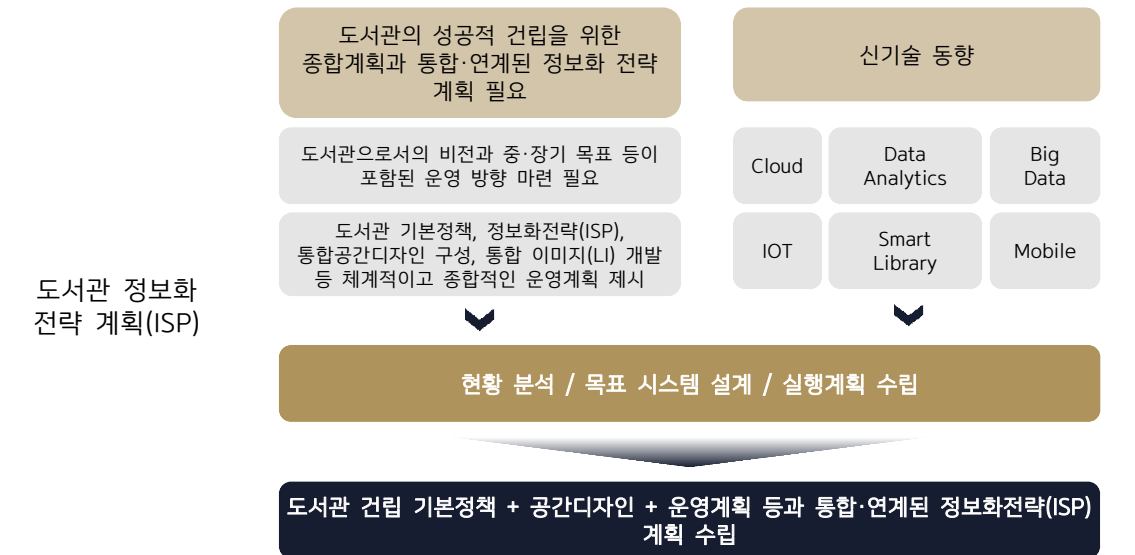 도서관의 성공적 건립을 위한
종합계획과 통합·연계된 정보화 전략
계획 필요
신기술 동향
도서관으로서의 비전과 중·장기 목표 등이
포함된 운영 방향 마련 필요
Cloud
Data
Analytics
Big
Data
도서관 기본정책, 정보화전략(ISP),
통합공간디자인 구성, 통합 이미지(LI) 개발
등 체계적이고 종합적인 운영계획 제시
IOT
Smart
Library
Mobile
도서관 정보화
전략 계획(ISP)
현황 분석 / 목표 시스템 설계 / 실행계획 수립
도서관 건립 기본정책 + 공간디자인 + 운영계획 등과 통합·연계된 정보화전략(ISP)
계획 수립